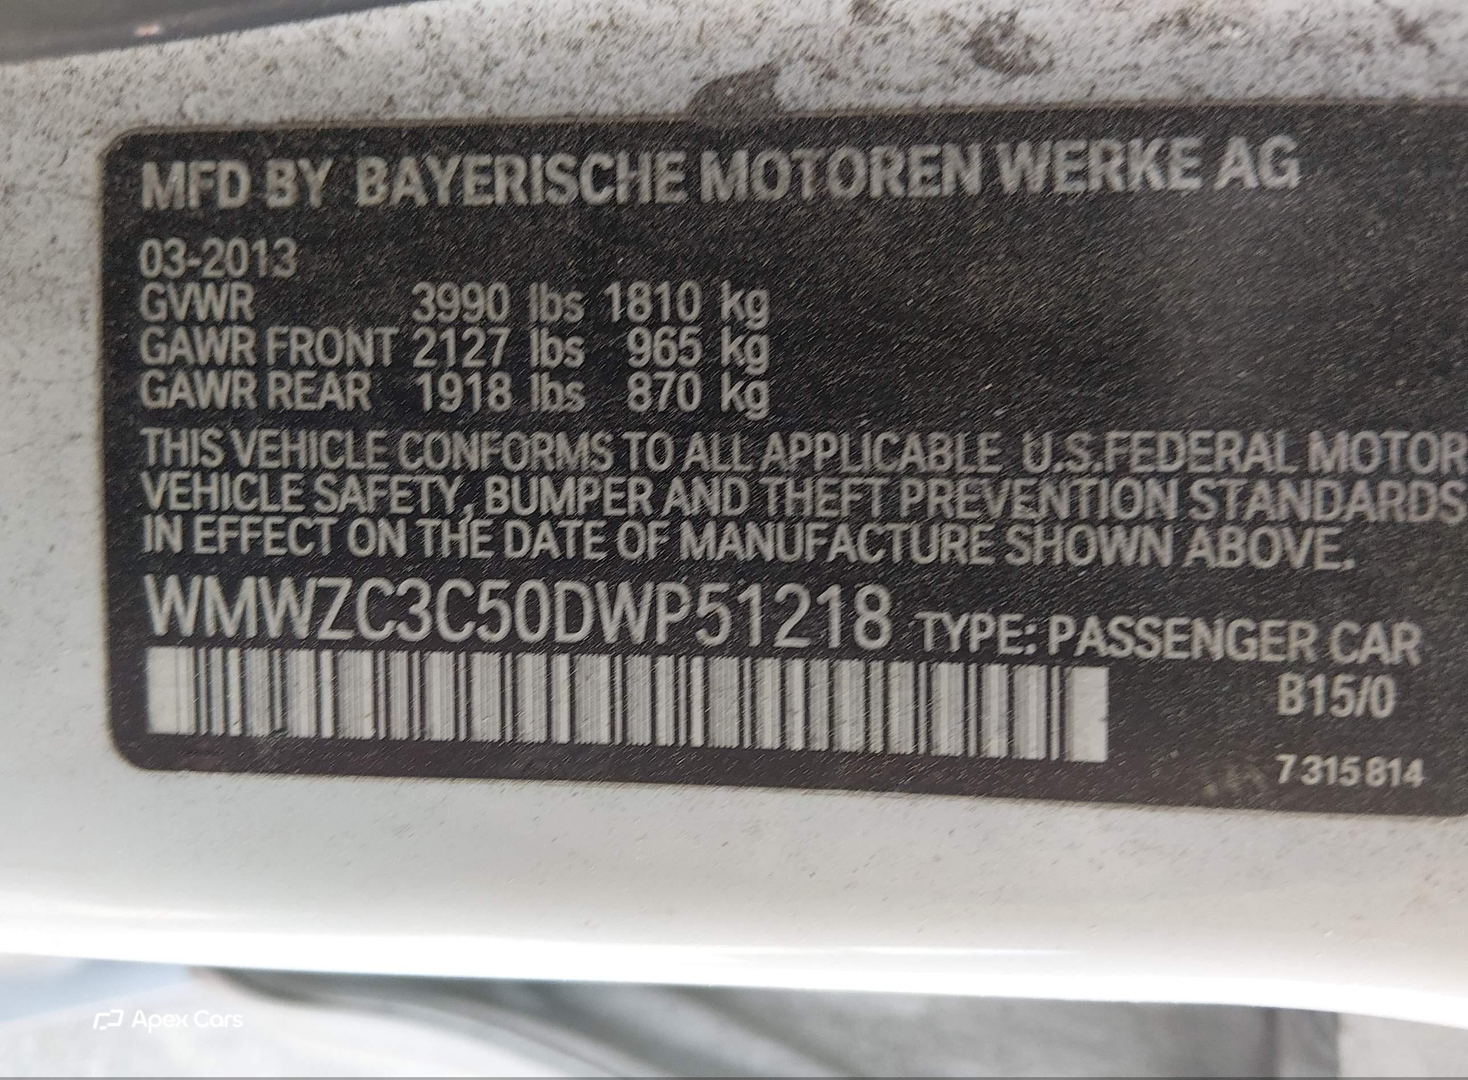 MFD BY BAYERISCHE MOTOREN WERKE AG
03-2013
GVWR 3990 lbs 1810 kg
GAWR FRONT 2127 lbs 965 kg
GAWR REAR 1918 lbs 870 kg
THIS VEHICLE CONFORMS TO ALL APPLICABLE U.S.FEDERAL MOTOR
VEHICLE SAFETY, BUMPER AND THEFT PREVENTION STANDARDS
IN EFFECT ON THE DATE OF MANUFACTURE SHOWN ABOVE.
WMWZC3C50DWP51218 TYPE: PASSENGER CAR
B15/0
7 315 814
Apex Cars